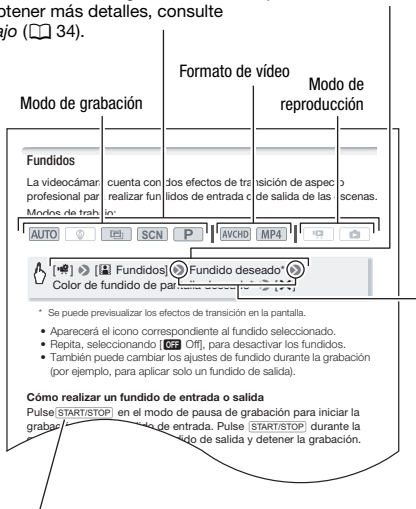 btener más detalles, consulte
ajo ( 34).
Formato de vídeo
Modo de grabación
Modo de
reproducción
Fundidos
La videocámara cuenta con dos efectos de transición de aspecto
profesional para realizar fundidos de entrada o de salida de las escenas.
Modos de trabajo:
AUTO SCN P AVCHD MP4
[ ] [ Fundidos] Fundido deseado*
Color de fundido de pantalla deseado* [ ]
* Se puede previsualizar los efectos de transición en la pantalla.
• Aparecerá el icono correspondiente al fundido seleccionado.
• Repita, seleccionando [OFF Off], para desactivar los fundidos.
• También puede cambiar los ajustes de fundido durante la grabación
(por ejemplo, para aplicar solo un fundido de salida).
Cómo realizar un fundido de entrada o salida
Pulse START/STOP en el modo de pausa de grabación para iniciar la
de entrada. Pulse START/STOP durante la
de salida y detener la grabación.